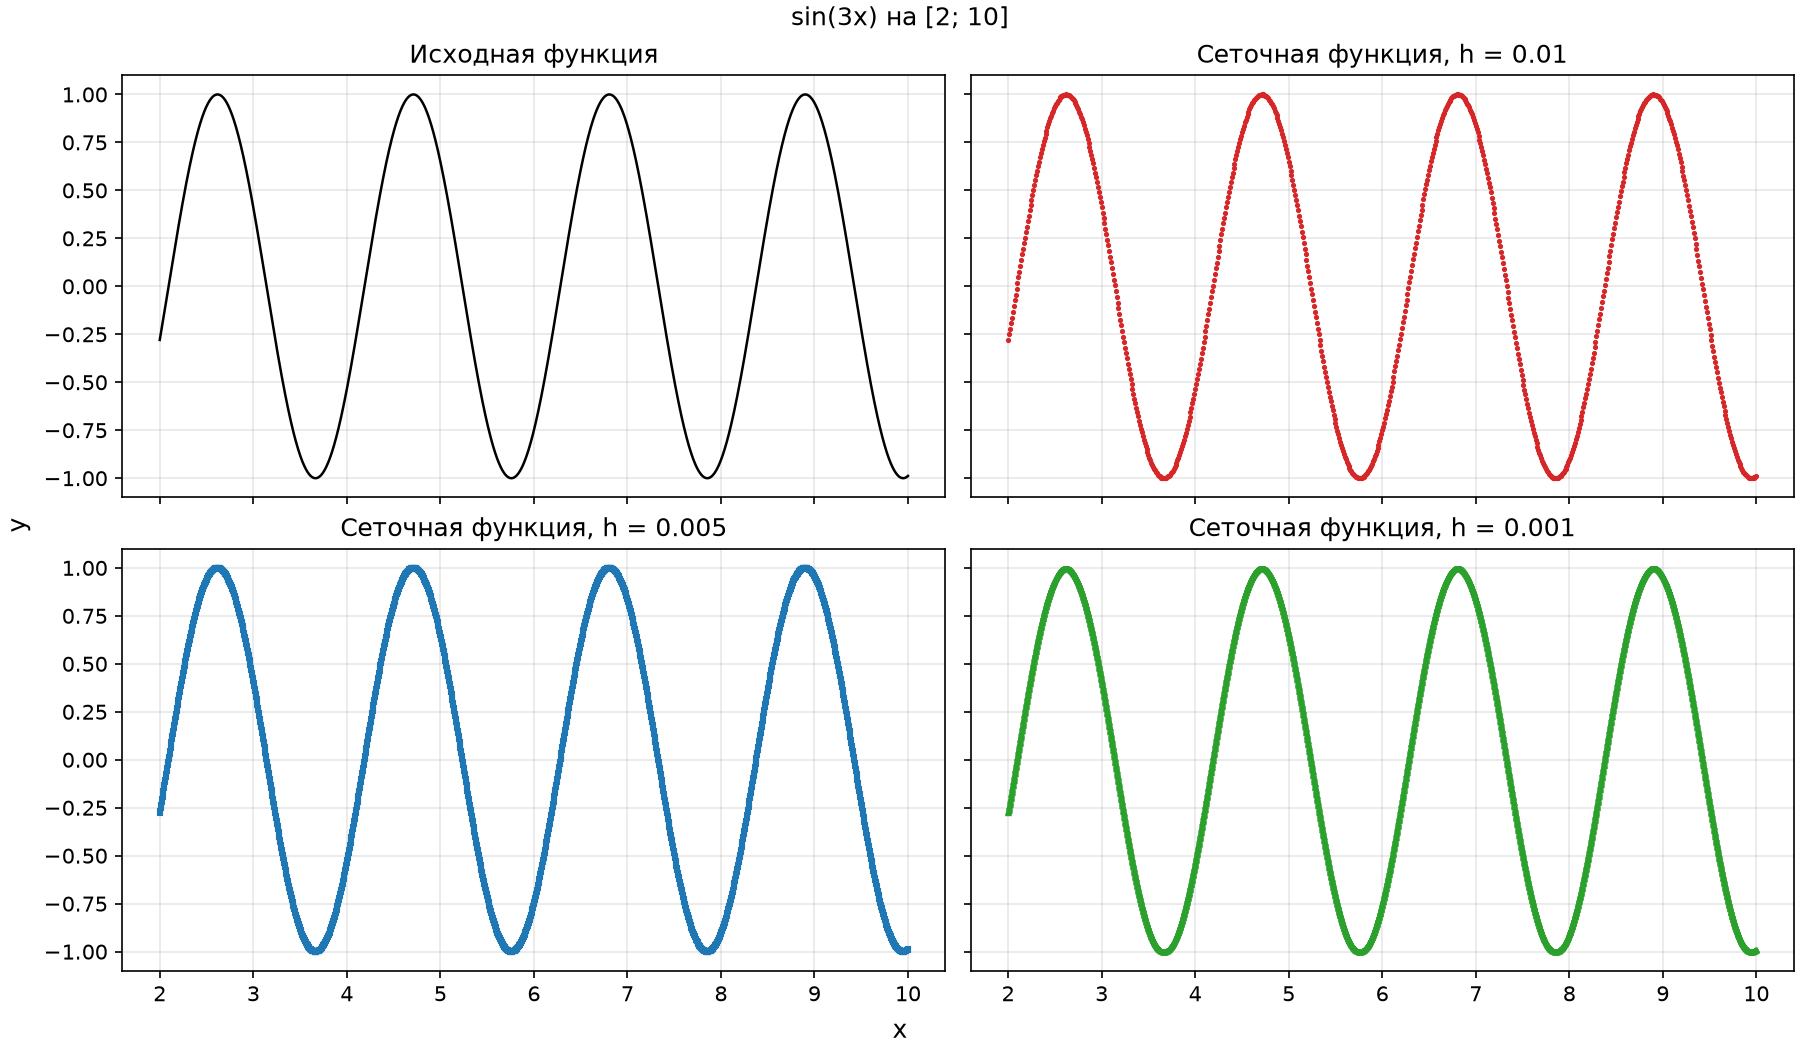 sin(3x) на [2; 10]
Исходная функция
1.00
0.75
0.50
0.25
0.00
−0.25
−0.50
−0.75
−1.00
Сеточная функция, h = 0.01
y
Сеточная функция, h = 0.005
1.00
0.75
0.50
0.25
0.00
−0.25
−0.50
−0.75
−1.00
2 3 4 5 6 7 8 9 10
Сеточная функция, h = 0.001
2 3 4 5 6 7 8 9 10
x